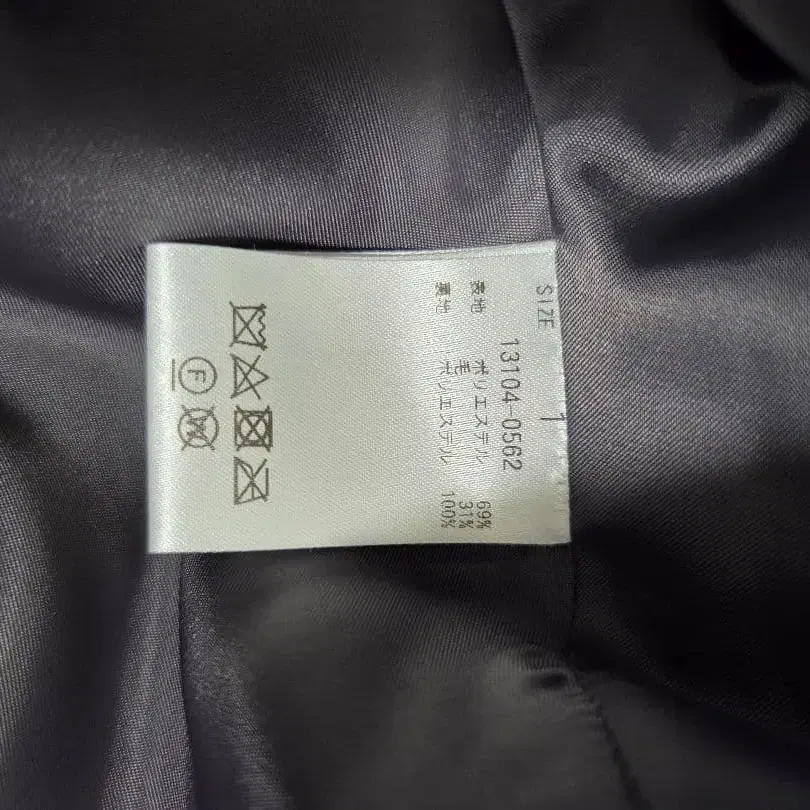 SIZE 1
13104-0562
表地 ポリエステル 69%
毛 31%
裏地 ポリエステル 100%
F
W